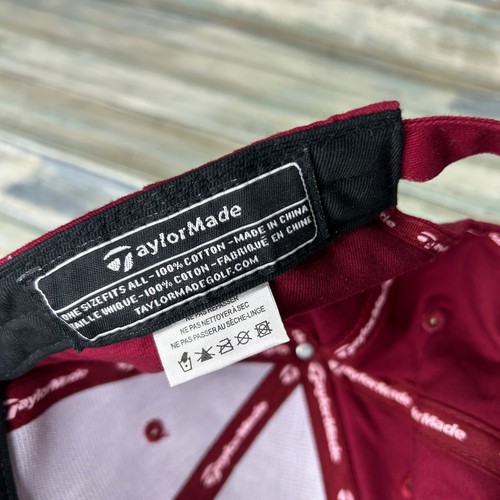 TaylorMade
ONE SIZE FITS ALL - 100% COTTON - MADE IN CHINA
TAILLE UNIQUE - 100% COTON - FABRIQUE EN CHINE
TAYLORMADEGOLF.COM
NE PAS REPASSER
NE PAS NETTOYER À SEC
NE PAS PASSER AU SÈCHE-LINGE
TaylorMade
TaylorMade
TaylorMade
TaylorMade